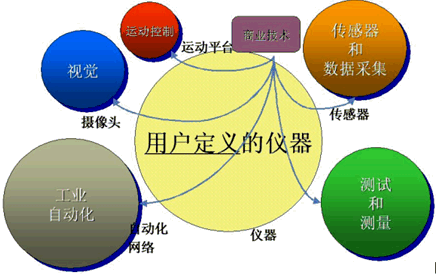 运动控制
商业技术
传感器
和
数据采集
运动平台
视觉
摄像头
传感器
用户定义的仪器
工业
自动化
测试
和
测量
自动化
网络
仪器